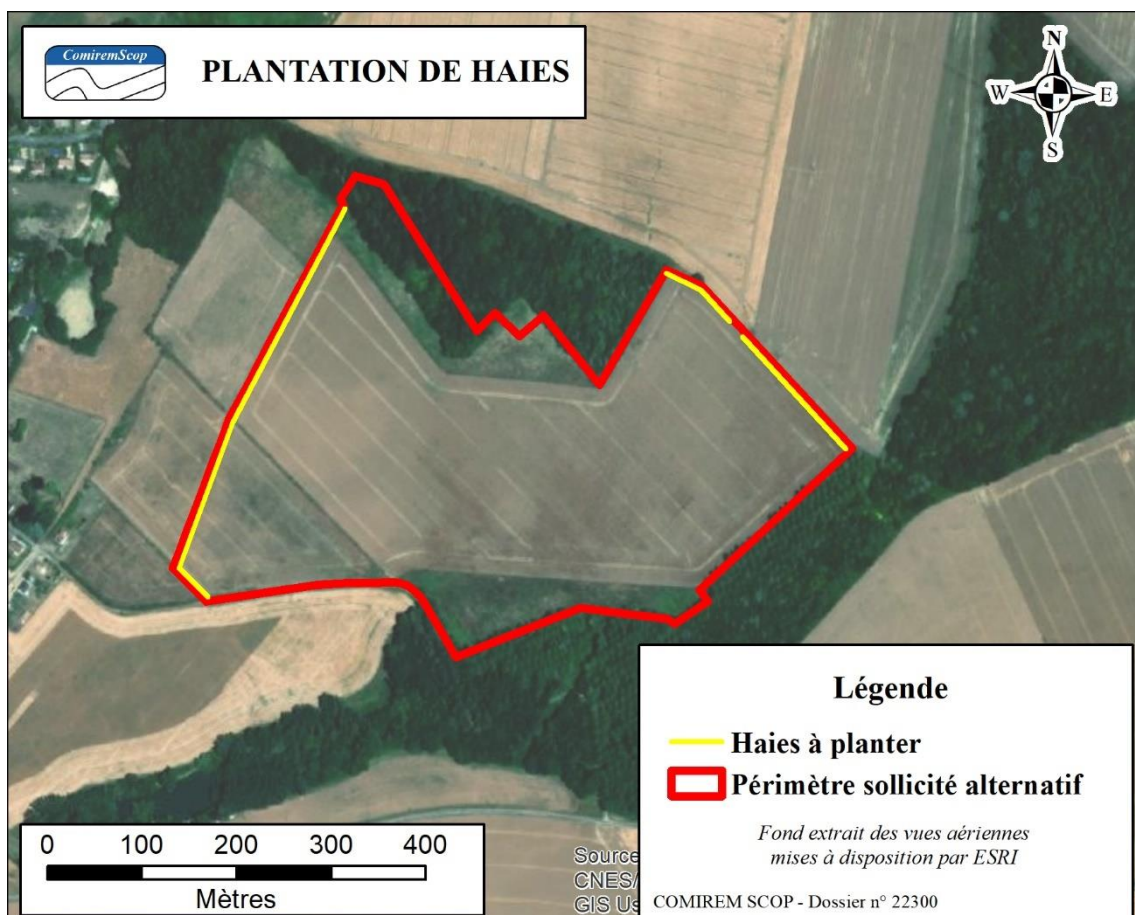 ComiremScop
PLANTATION DE HAIES
N
W E
S
Légende
Haies à planter
Périmètre sollicité alternatif
Fond extrait des vues aériennes
mises à disposition par ESRI
COMIREM SCOP - Dossier n° 22300
0 100 200 300 400
Mètres
Source
CNES/
GIS Us